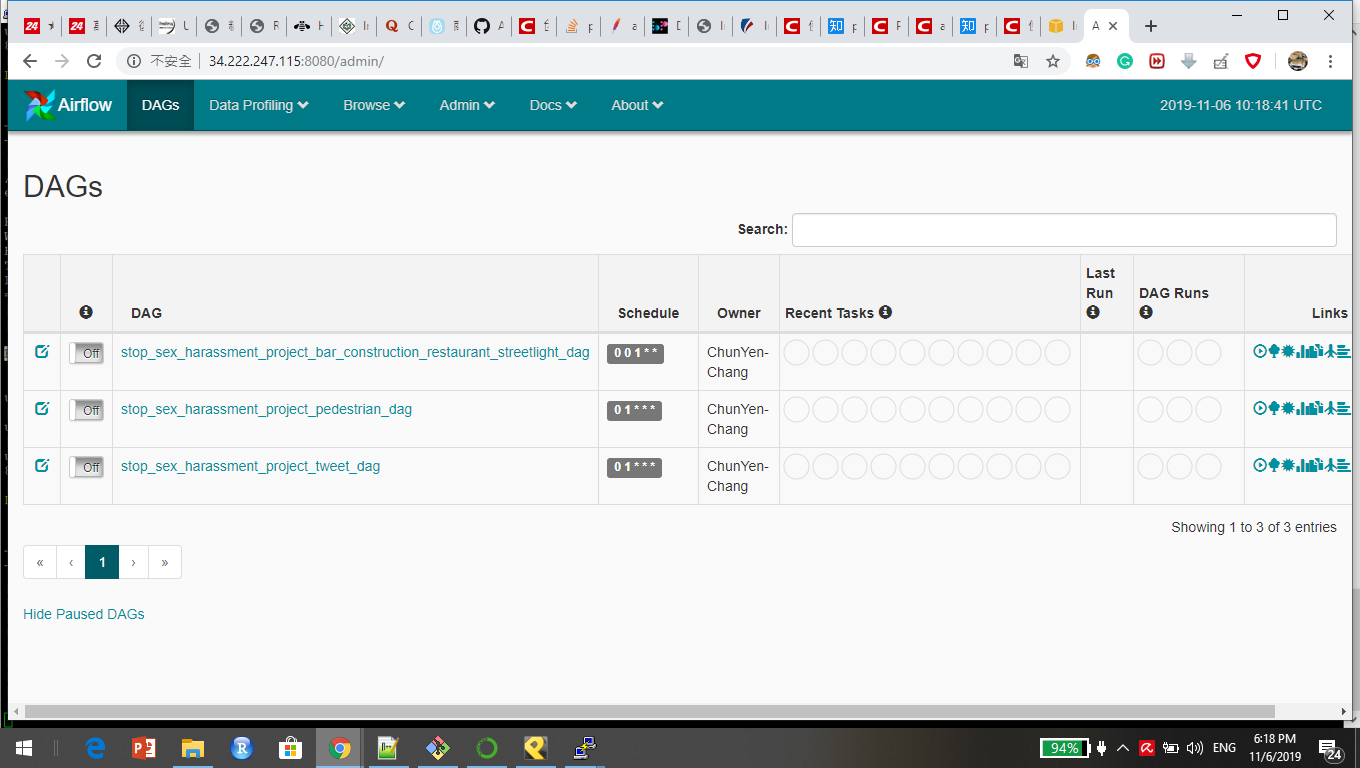 不安全 34.222.247.115:8080/admin/
Airflow DAGs Data Profiling Browse Admin Docs About 2019-11-06 10:18:41 UTC
DAGs
Search:
DAG Schedule Owner Recent Tasks Last Run DAG Runs Links
Off stop_sex_harassment_project_bar_construction_restaurant_streetlight_dag 0 0 1 * * ChunYen-
Chang
Off stop_sex_harassment_project_pedestrian_dag 0 1 * * * ChunYen-
Chang
Off stop_sex_harassment_project_tweet_dag 0 1 * * * ChunYen-
Chang
Showing 1 to 3 of 3 entries
« ‹ 1 › »
Hide Paused DAGs
94% ENG 6:18 PM
11/6/2019 24